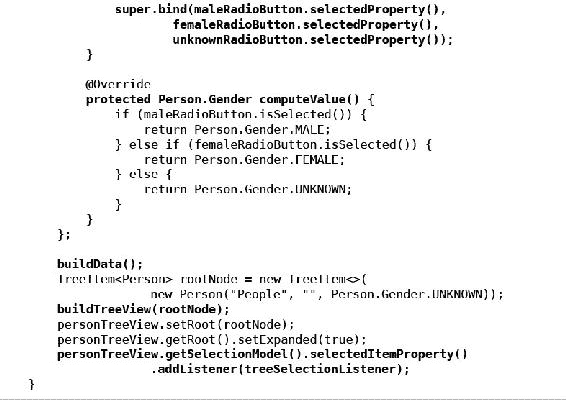 super.bind(maleRadioButton.selectedProperty(),
femaleRadioButton.selectedProperty(),
unknownRadioButton.selectedProperty());
}
@Override
protected Person.Gender computeValue() {
if (maleRadioButton.isSelected()) {
return Person.Gender.MALE;
} else if (femaleRadioButton.isSelected()) {
return Person.Gender.FEMALE;
} else {
return Person.Gender.UNKNOWN;
}
}
};
buildData();
TreeItem<Person> rootNode = new TreeItem<>(
new Person("People", "", Person.Gender.UNKNOWN));
buildTreeView(rootNode);
personTreeView.setRoot(rootNode);
personTreeView.getRoot().setExpanded(true);
personTreeView.getSelectionModel().selectedItemProperty()
.addListener(treeSelectionListener);
}